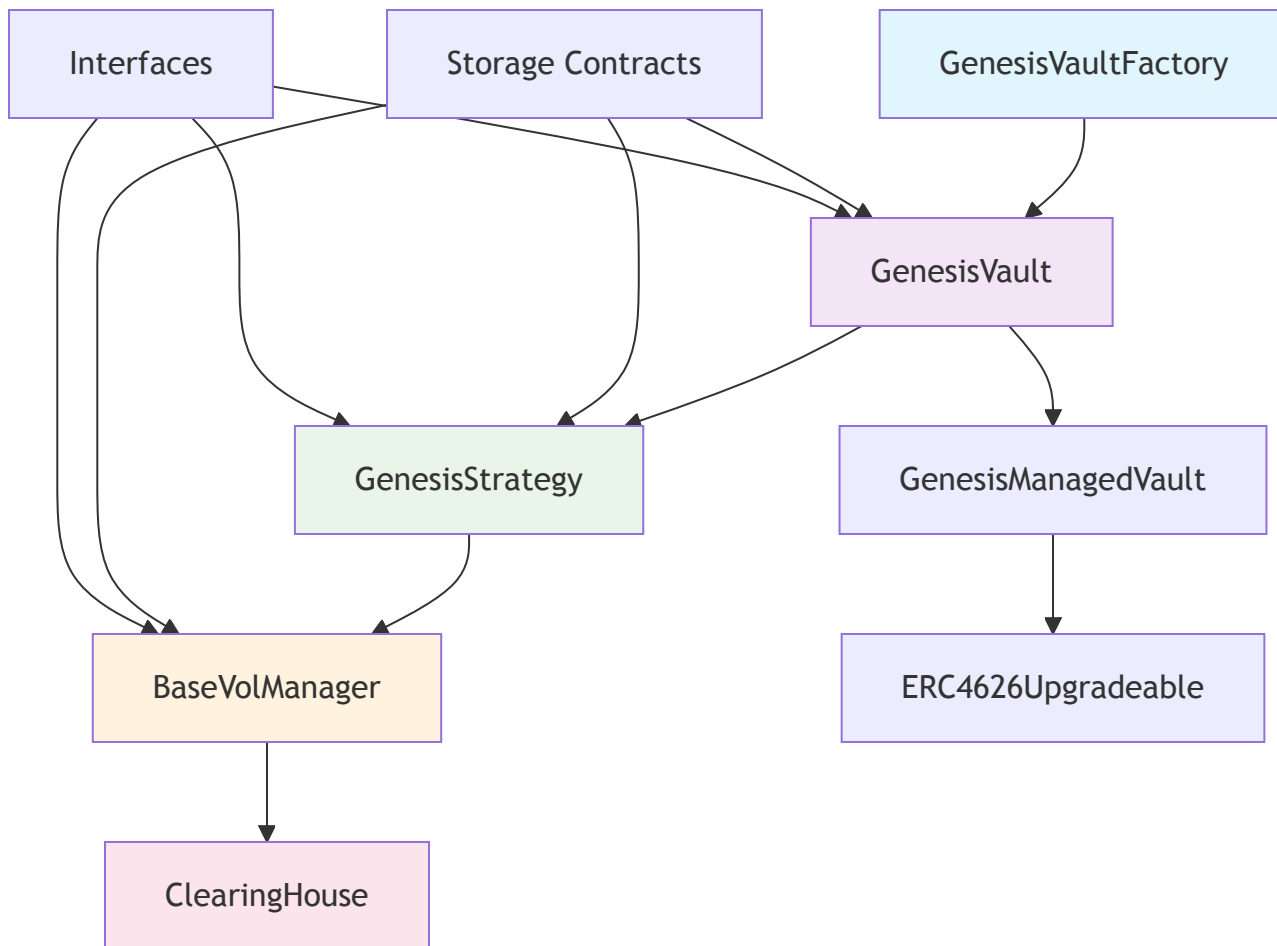 Interfaces
Storage Contracts
GenesisVaultFactory
GenesisVault
GenesisStrategy
GenesisManagedVault
BaseVolManager
ERC4626Upgradeable
ClearingHouse